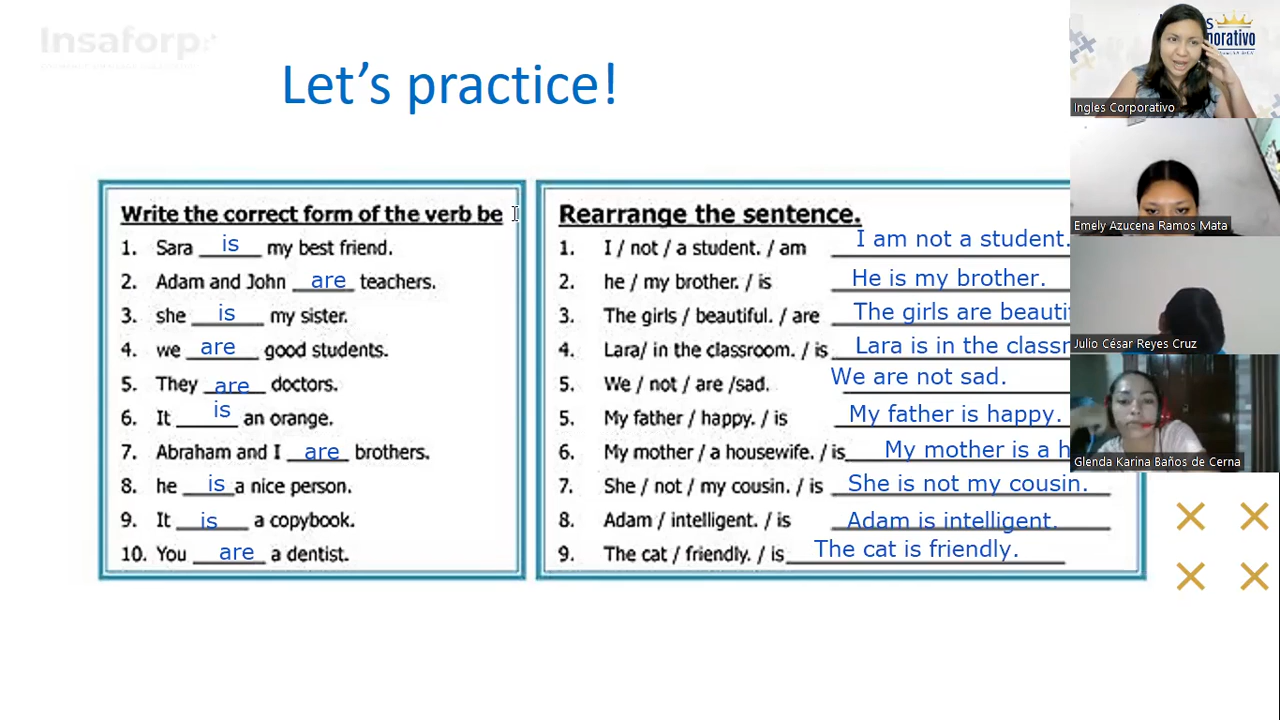 Insaforp
Let's practice!
Write the correct form of the verb be
1. Sara is my best friend.
2. Adam and John are teachers.
3. she is my sister.
4. we are good students.
5. They are doctors.
6. It is an orange.
7. Abraham and I are brothers.
8. he is a nice person.
9. It is a copybook.
10. You are a dentist.
Rearrange the sentence.
1. I / not / a student. / am I am not a student.
2. he / my brother. / is He is my brother.
3. The girls / beautiful. / are The girls are beauti
4. Lara/ in the classroom. / is Lara is in the classr
5. We / not / are /sad. We are not sad.
5. My father / happy. / is My father is happy.
6. My mother / a housewife. / is My mother is a h
7. She / not / my cousin. / is She is not my cousin.
8. Adam / intelligent. / is Adam is intelligent.
9. The cat / friendly. / is The cat is friendly.
Ingles Corporativo
Emely Azucena Ramos Mata
Julio César Reyes Cruz
Glenda Karina Baños de Cerna